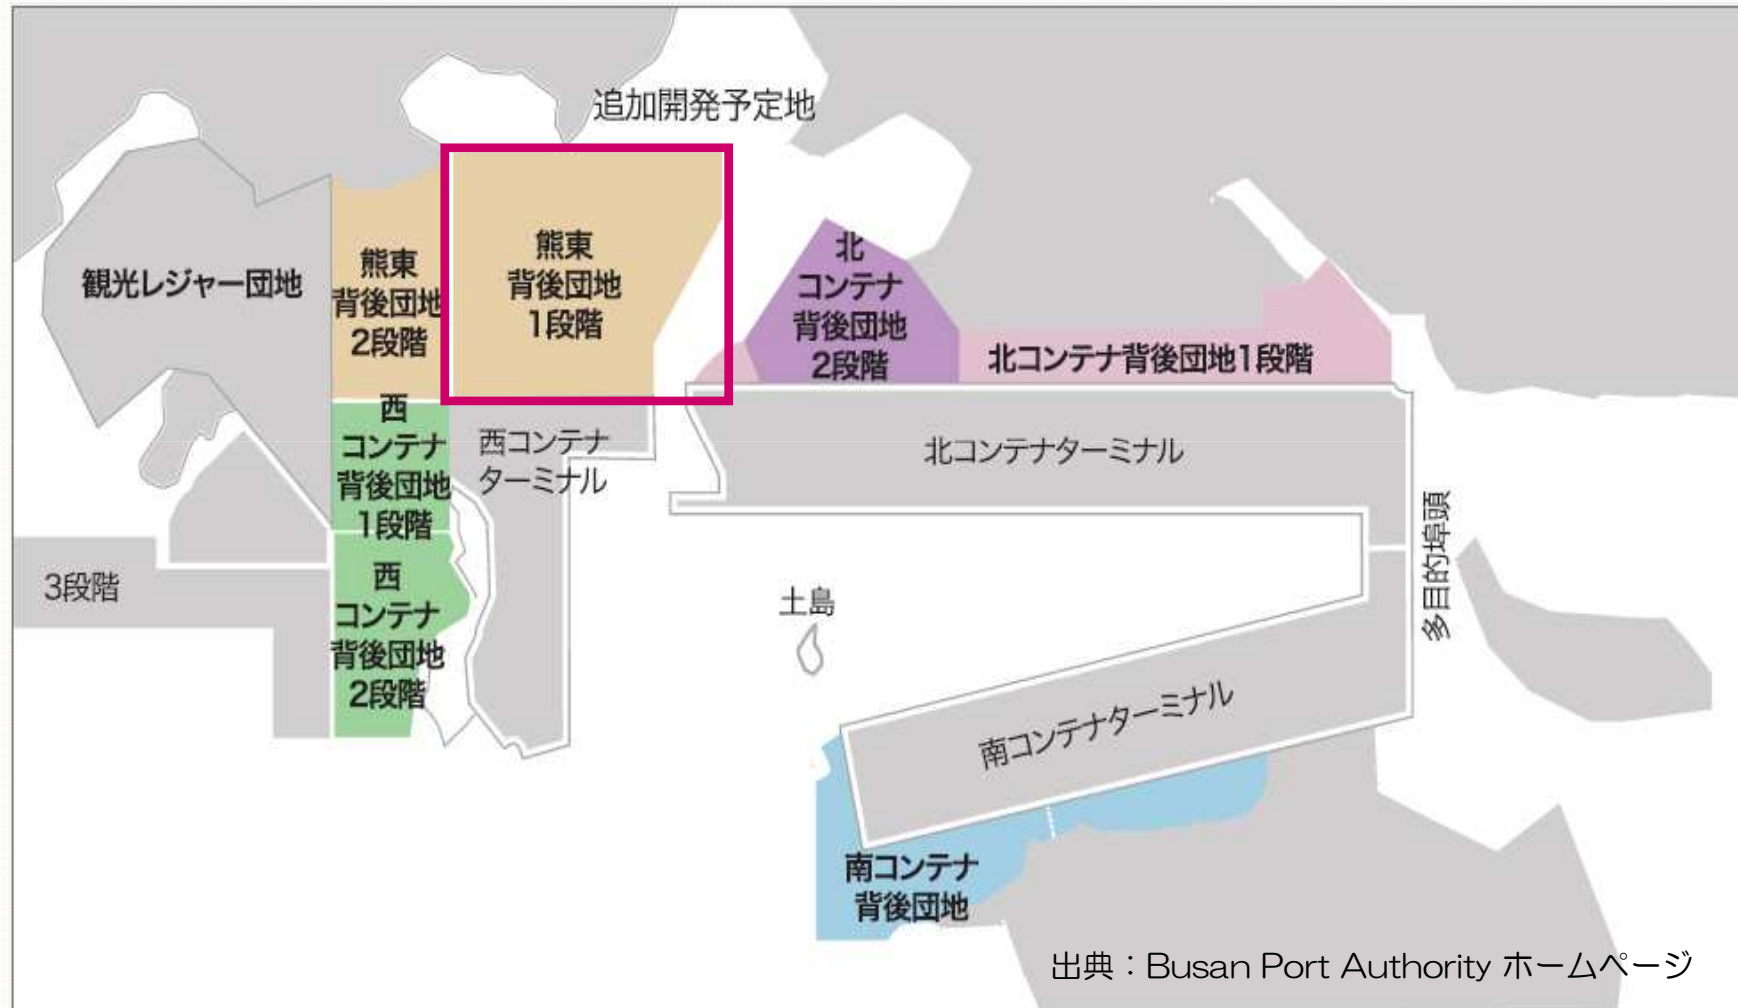 追加開発予定地
観光レジャー団地
熊東
背後団地
2段階
熊東
背後団地
1段階
北
コンテナ
背後団地
2段階
北コンテナ背後団地1段階
西
コンテナ
背後団地
1段階
西コンテナ
ターミナル
北コンテナターミナル
多目的埠頭
3段階
西
コンテナ
背後団地
2段階
土島
南コンテナターミナル
南コンテナ
背後団地
出典：Busan Port Authority ホームページ